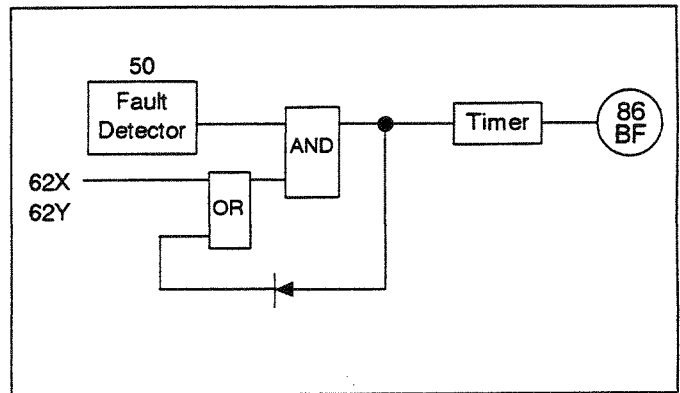 50
Fault
Detector
AND
Timer
86
BF
62X
62Y
OR